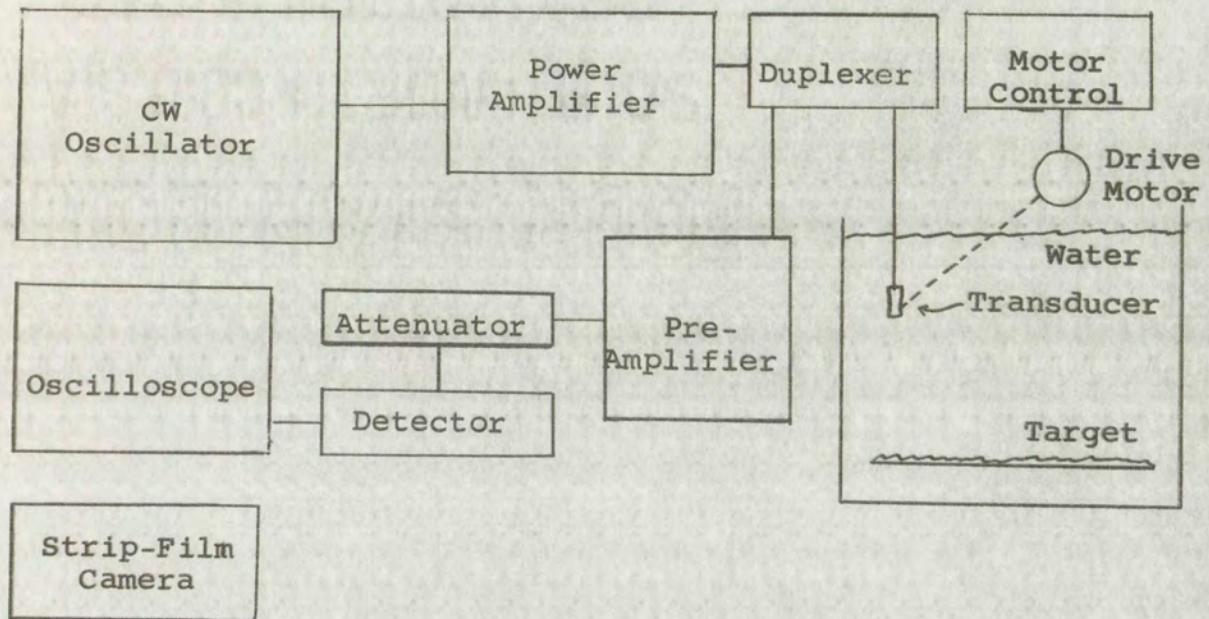 CW
Oscillator
Power
Amplifier
Duplexer
Motor
Control
Drive
Motor
Water
Transducer
Attenuator
Pre-
Amplifier
Oscilloscope
Detector
Target
Strip-Film
Camera